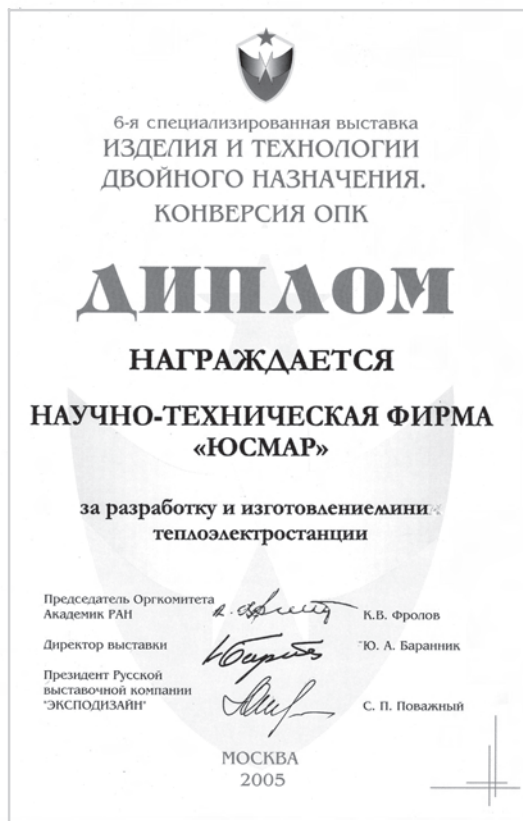 6-я специализированная выставка
ИЗДЕЛИЯ И ТЕХНОЛОГИИ
ДВОЙНОГО НАЗНАЧЕНИЯ.
КОНВЕРСИЯ ОПК
ДИПЛОМ
НАГРАЖДАЕТСЯ
НАУЧНО-ТЕХНИЧЕСКАЯ ФИРМА
«ЮСМАР»
за разработку и изготовлениемини
теплоэлектростанции
Председатель Оргкомитета
Академик РАН К.В. Фролов
Директор выставки Ю. А. Баранник
Президент Русской
выставочной компании
"ЭКСПОДИЗАЙН" С. П. Поважный
МОСКВА
2005